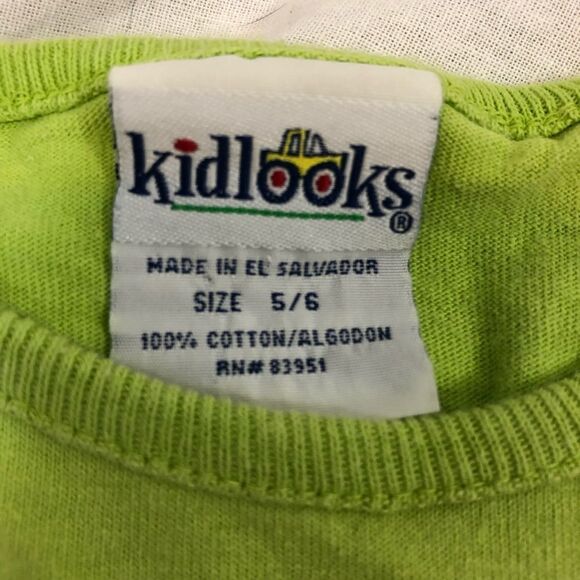 kidlooks®
MADE IN EL SALVADOR
SIZE 5/6
100% COTTON/ALGODON
RN# 83951